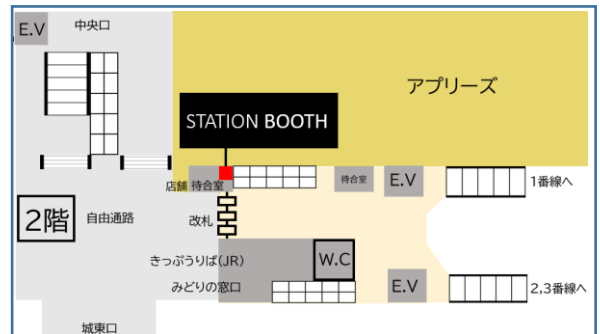 E.V
中央口
アプリーズ
STATION BOOTH
店舗
待合室
待合室
E.V
1番線へ
2階
自由通路
改札
きっぷうりば(JR)
みどりの窓口
W.C
E.V
2,3番線へ
城東口